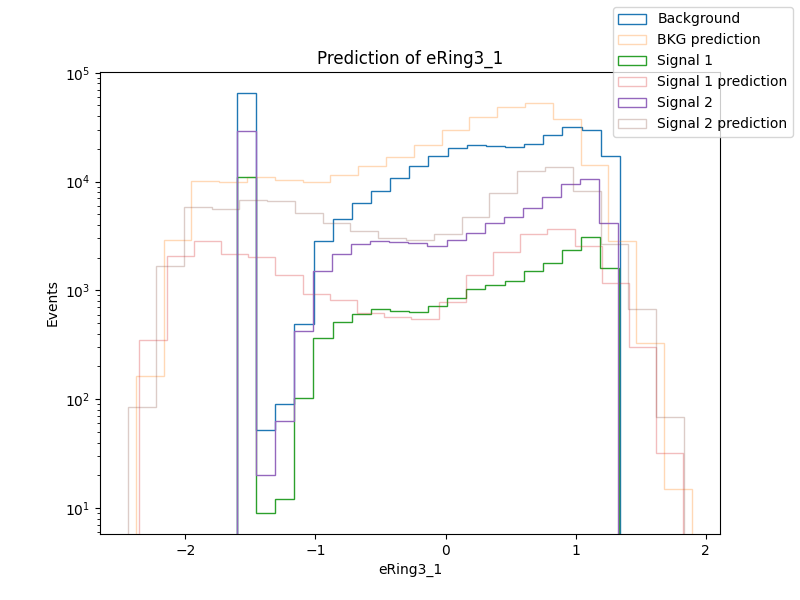 Prediction of eRing3_1
Background
BKG prediction
Signal 1
Signal 1 prediction
Signal 2
Signal 2 prediction
Events
10^5
10^4
10^3
10^2
10^1
−2 −1 0 1 2
eRing3_1